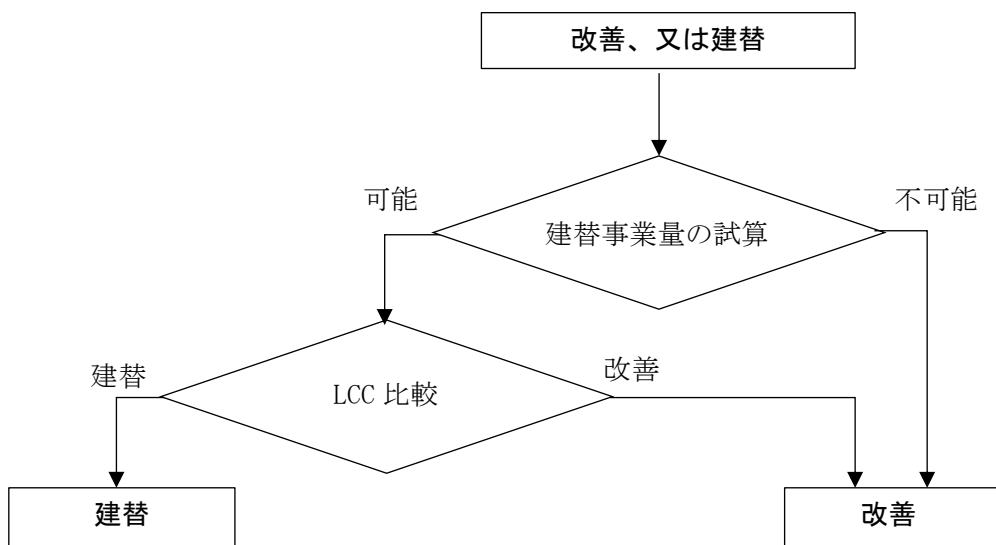 改善、又は建替
可能
不可能
建替事業量の試算
建替
改善
LCC 比較
建替
改善